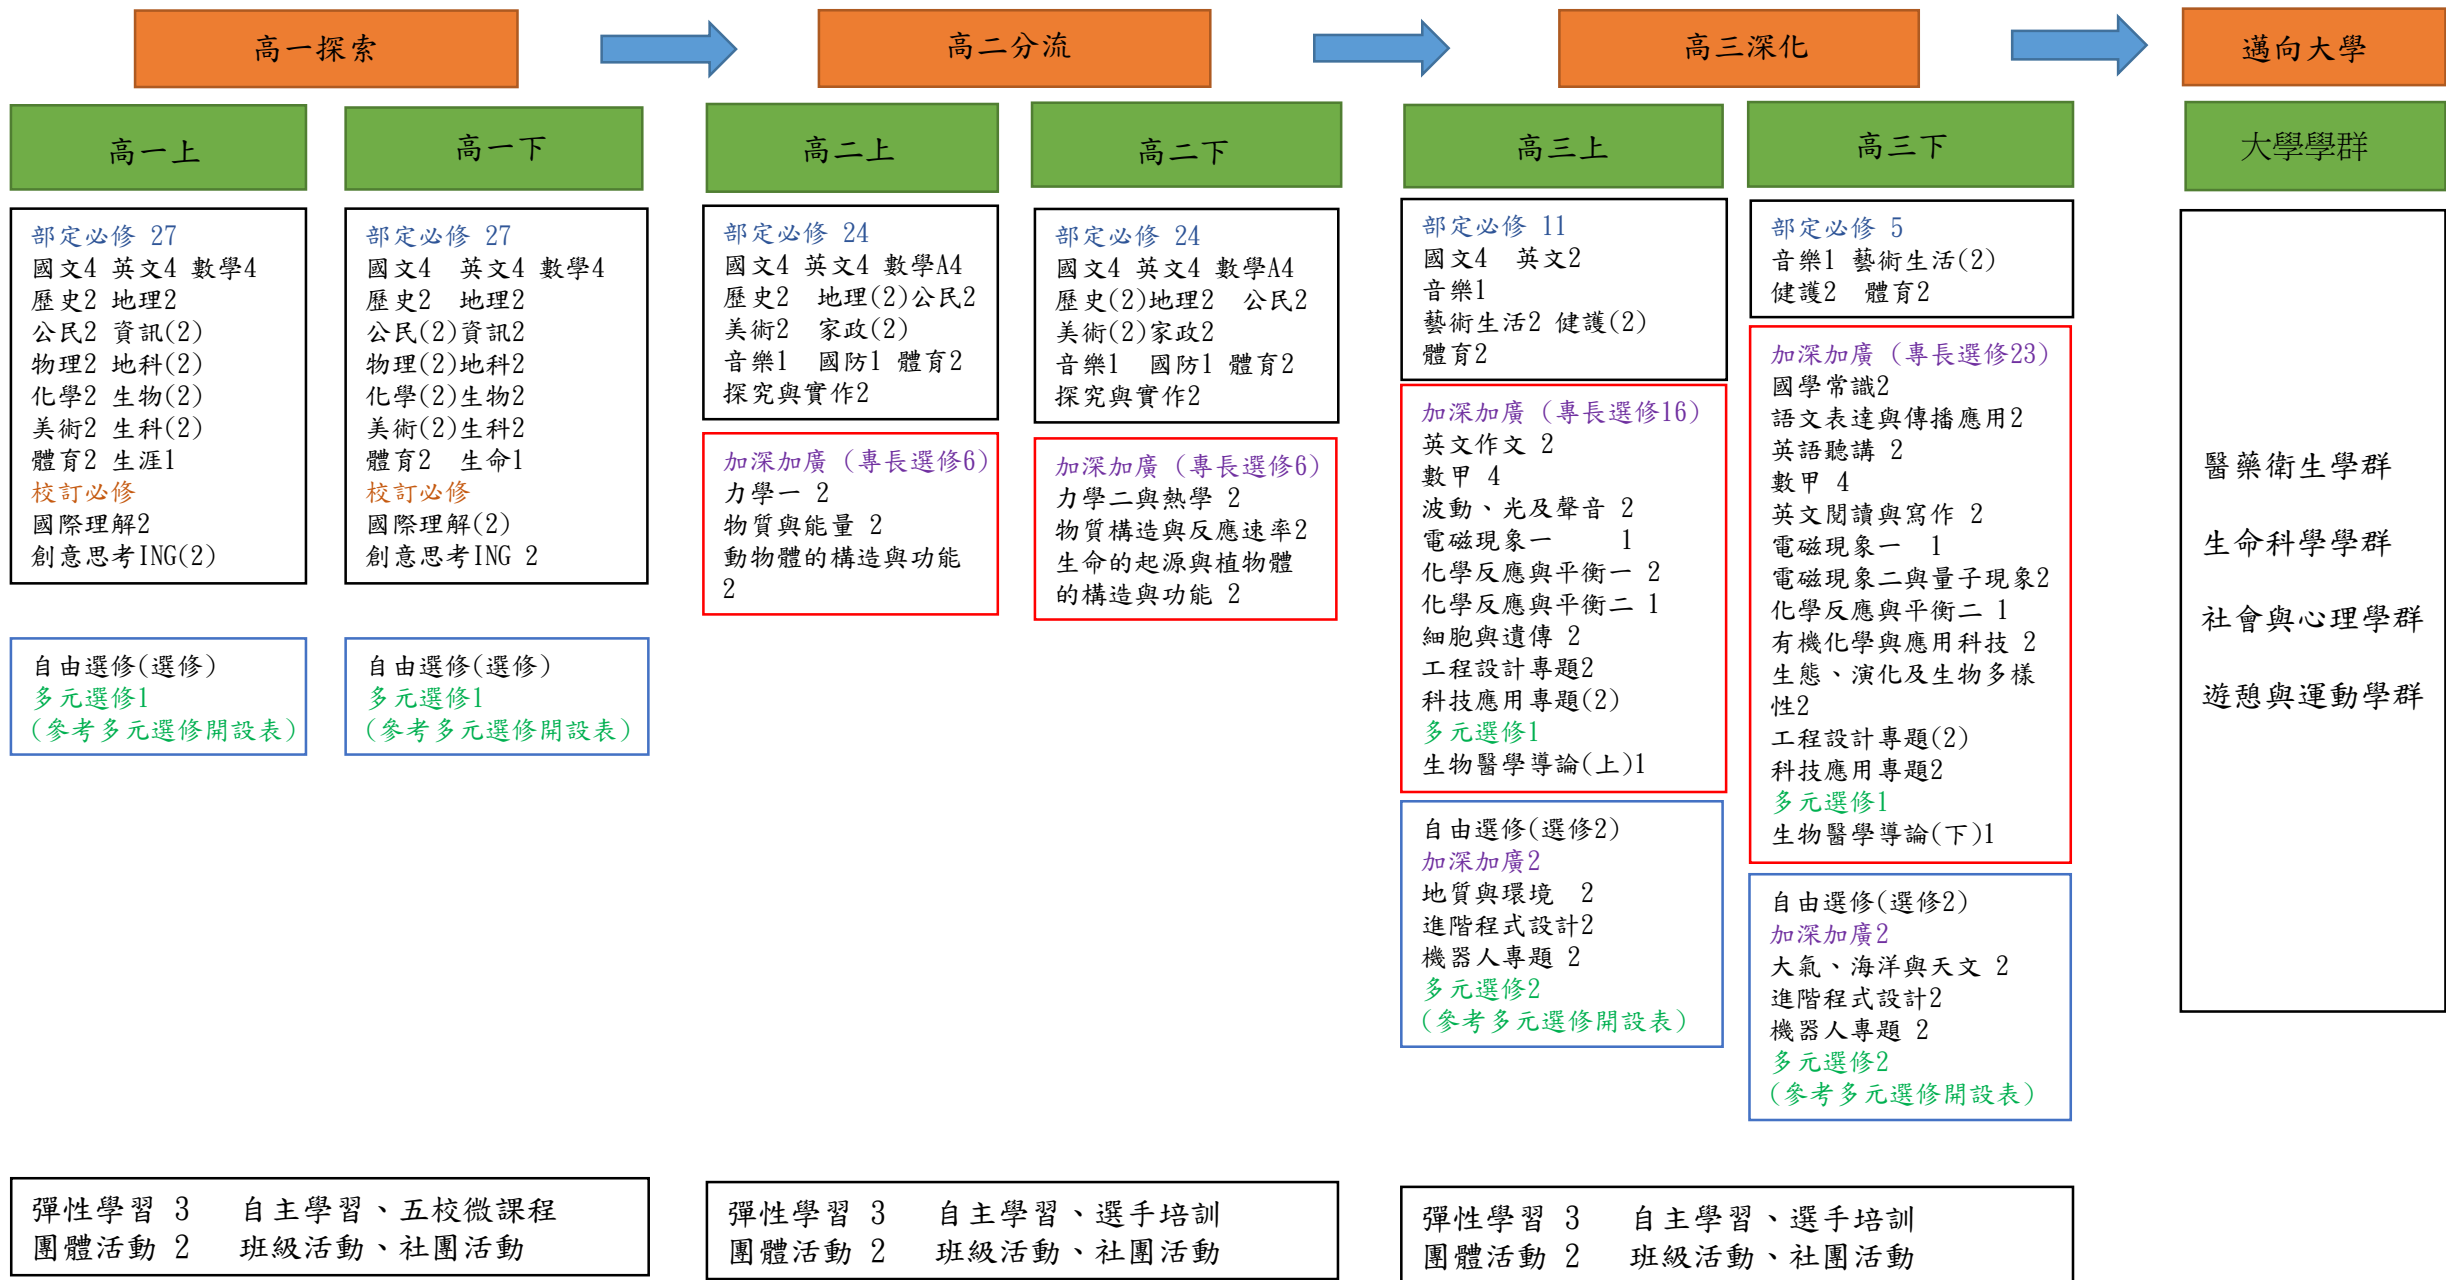 高一探索
高二分流
高三深化
邁向大學
高一上
高一下
高二上
高二下
高三上
高三下
大學學群
部定必修 27
國文4 英文4 數學4
歷史2 地理2
公民2 資訊(2)
物理2 地科(2)
化學2 生物(2)
美術2 生科(2)
體育2 生涯1
校訂必修
國際理解2
創意思考ING(2)
自由選修(選修)
多元選修1
(參考多元選修開設表)
部定必修 27
國文4 英文4 數學4
歷史2 地理2
公民(2)資訊2
物理(2)地科2
化學(2)生物2
美術(2)生科2
體育2 生命1
校訂必修
國際理解(2)
創意思考ING 2
自由選修(選修)
多元選修1
(參考多元選修開設表)
部定必修 24
國文4 英文4 數學A4
歷史2 地理(2)公民2
美術2 家政(2)
音樂1 國防1 體育2
探究與實作2
加深加廣 (專長選修6)
力學一 2
物質與能量 2
動物體的構造與功能
2
部定必修 24
國文4 英文4 數學A4
歷史(2)地理2 公民2
美術(2)家政2
音樂1 國防1 體育2
探究與實作2
加深加廣 (專長選修6)
力學二與熱學 2
物質構造與反應速率2
生命的起源與植物體
的構造與功能 2
部定必修 11
國文4 英文2
音樂1
藝術生活2 健護(2)
體育2
加深加廣 (專長選修16)
英文作文 2
數甲 4
波動、光及聲音 2
電磁現象一 1
化學反應與平衡一 2
化學反應與平衡二 1
細胞與遺傳 2
工程設計專題2
科技應用專題(2)
多元選修1
生物醫學導論(上)1
自由選修(選修2)
加深加廣2
地質與環境 2
進階程式設計2
機器人專題 2
多元選修2
(參考多元選修開設表)
部定必修 5
音樂1 藝術生活(2)
健護2 體育2
加深加廣 (專長選修23)
國學常識2
語文表達與傳播應用2
英語聽講 2
數甲 4
英文閱讀與寫作 2
電磁現象一 1
電磁現象二與量子現象2
化學反應與平衡二 1
有機化學與應用科技 2
生態、演化及生物多樣
性2
工程設計專題(2)
科技應用專題2
多元選修1
生物醫學導論(下)1
自由選修(選修2)
加深加廣2
大氣、海洋與天文 2
進階程式設計2
機器人專題 2
多元選修2
(參考多元選修開設表)
醫藥衛生學群
生命科學學群
社會與心理學群
遊憩與運動學群
彈性學習 3 自主學習、五校微課程
團體活動 2 班級活動、社團活動
彈性學習 3 自主學習、選手培訓
團體活動 2 班級活動、社團活動
彈性學習 3 自主學習、選手培訓
團體活動 2 班級活動、社團活動